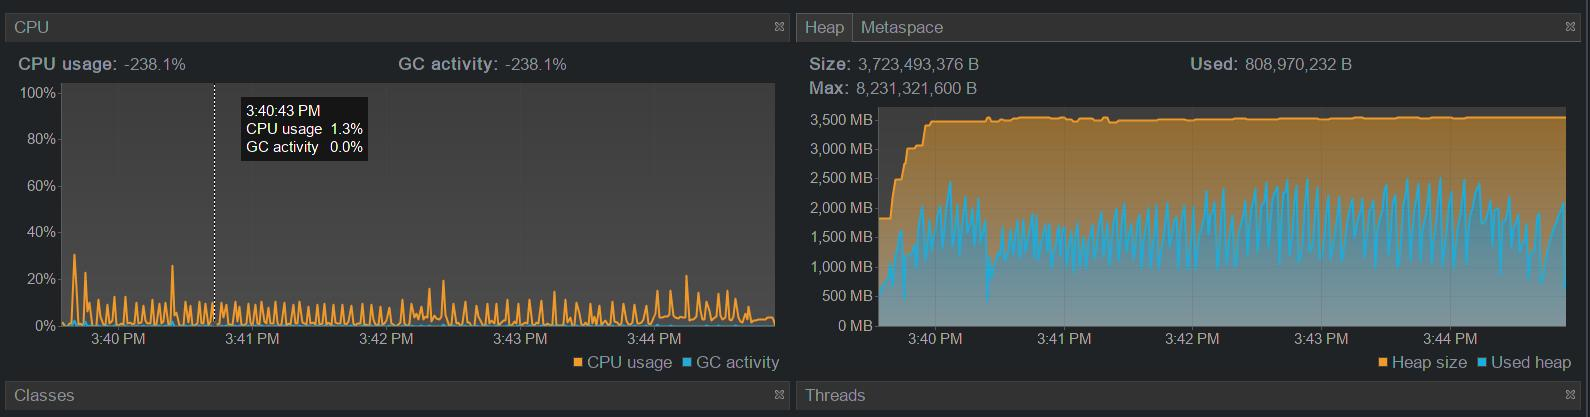 CPU
CPU usage: -238.1%
GC activity: -238.1%
100%
80%
60%
40%
20%
0%
3:40:43 PM
CPU usage 1.3%
GC activity 0.0%
3:40 PM
3:41 PM
3:42 PM
3:43 PM
3:44 PM
CPU usage
GC activity
Heap
Metaspace
Size: 3,723,493,376 B
Used: 808,970,232 B
Max: 8,231,321,600 B
3,500 MB
3,000 MB
2,500 MB
2,000 MB
1,500 MB
1,000 MB
500 MB
0 MB
3:40 PM
3:41 PM
3:42 PM
3:43 PM
3:44 PM
Heap size
Used heap
Classes
Threads